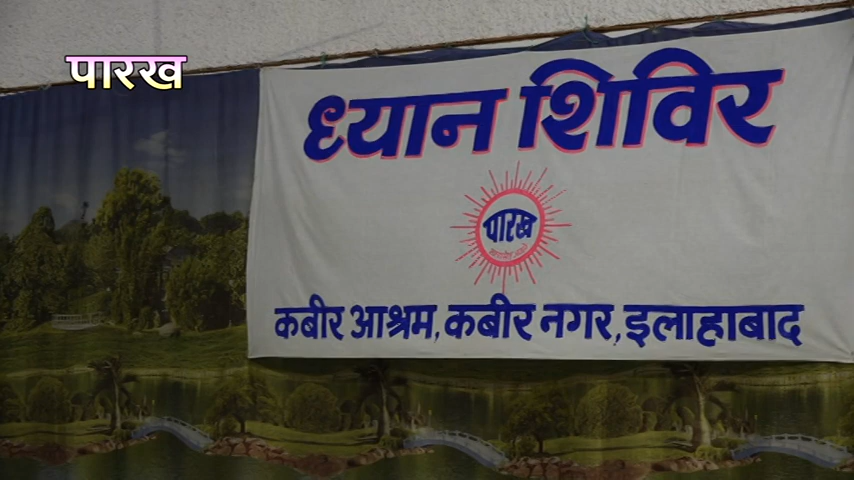 पारख
ध्यान शिविर
पारख
कबीर आश्रम, कबीर नगर, इलाहाबाद